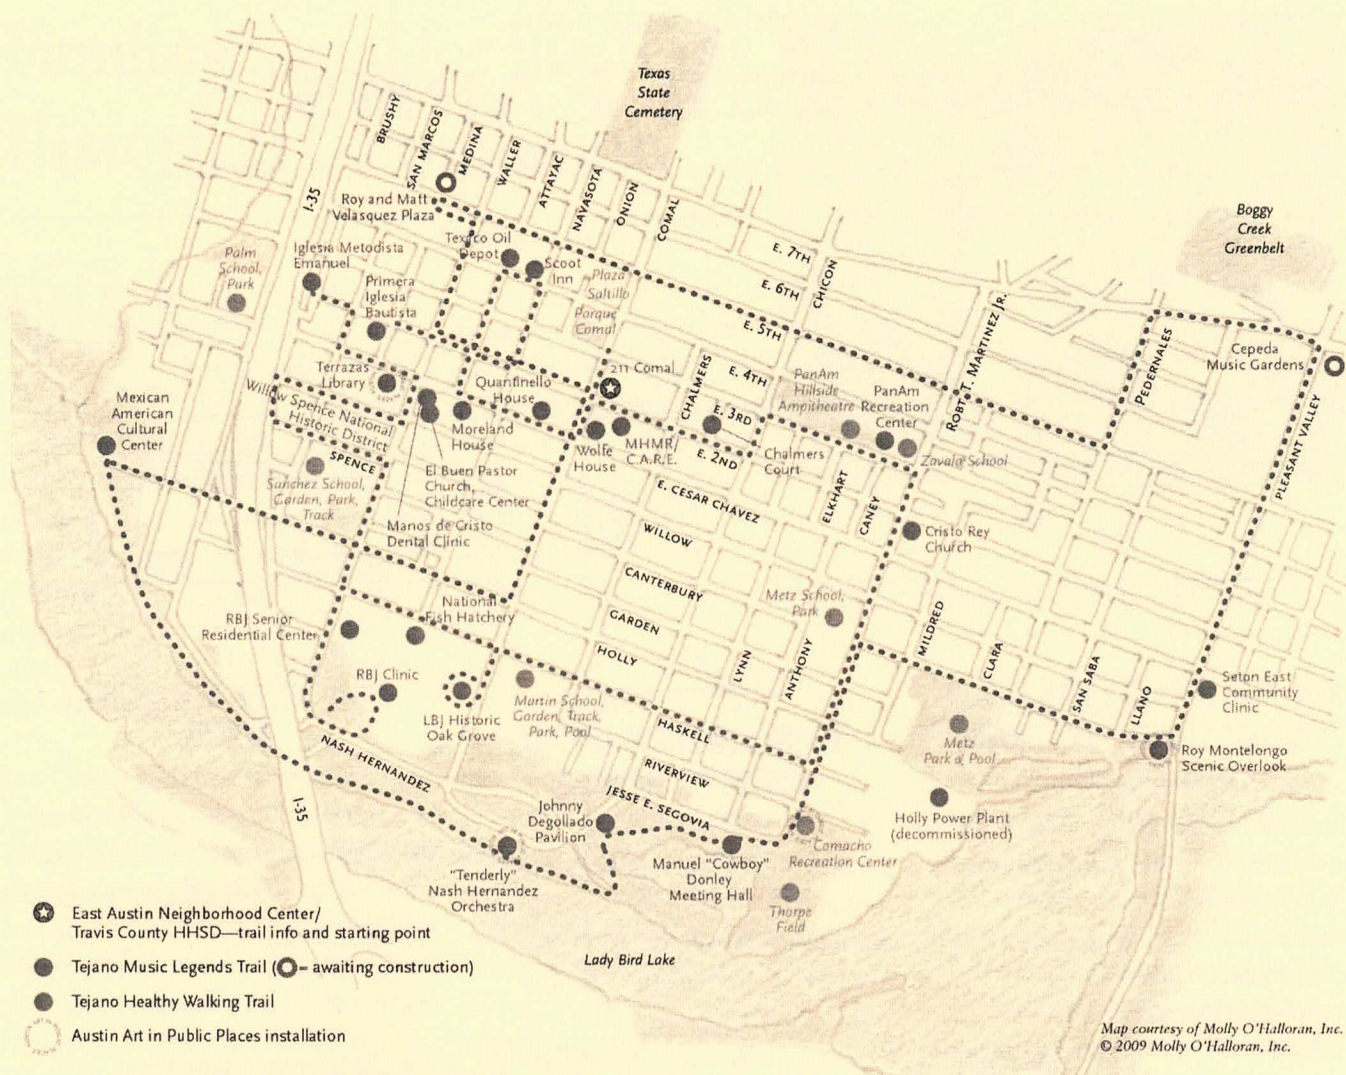 Texas
State
Cemetery
Boggy
Creek
Greenbelt
BRUSHY
SAN MARCOS
MEDINA
WALLER
ATTAYAC
NAVASOTA
ONION
COMAL
I-35
Roy and Matt
Velasquez Plaza
E. 7TH
E. 6TH
E. 5TH
E. 4TH
E. 3RD
E. 2ND
CHICON
ROBT. T. MARTINEZ JR.
PEDERNALES
PLEASANT VALLEY
Cepeda
Music Gardens
Palm
School,
Park
Iglesia Metodista
Emanuel
Texaco Oil
Depot
Scoot
Inn
Plaza
Saltillo
Parque
Comal
Primera
Iglesia
Bautista
211 Comal
CHALMERS
PanAm
Hillside
Ampitheatre
PanAm
Recreation
Center
Terrazas
Library
Quantinello
House
Willow Spence National
Historic District
Mexican
American
Cultural
Center
Moreland
House
Wolfe
House
MHMR/
C.A.R.E.
Chalmers
Court
Zavala School
SPENCE
Sanchez School,
Garden, Park,
Track
El Buen Pastor
Church,
Childcare Center
Manos de Cristo
Dental Clinic
E. CESAR CHAVEZ
ELKHART
CANEY
WILLOW
Cristo Rey
Church
CANTERBURY
GARDEN
HOLLY
National
Fish Hatchery
RBJ Senior
Residential Center
Metz School,
Park
LYNN
ANTHONY
MILDRED
CLARA
SAN SABA
LLANO
RBJ Clinic
LBJ Historic
Oak Grove
Martin School,
Garden, Track,
Park, Pool
HASKELL
RIVERVIEW
JESSE E. SEGOVIA
NASH HERNANDEZ
I-35
Seton East
Community
Clinic
Metz
Park & Pool
Roy Montelongo
Scenic Overlook
Holly Power Plant
(decommissioned)
Johnny
Degollado
Pavilion
"Tenderly"
Nash Hernandez
Orchestra
Manuel "Cowboy"
Donley
Meeting Hall
Camacho
Recreation Center
Thorpe
Field
Lady Bird Lake
East Austin Neighborhood Center/
Travis County HHSD—trail info and starting point
Tejano Music Legends Trail (= awaiting construction)
Tejano Healthy Walking Trail
Austin Art in Public Places installation
Map courtesy of Molly O'Halloran, Inc.
© 2009 Molly O'Halloran, Inc.